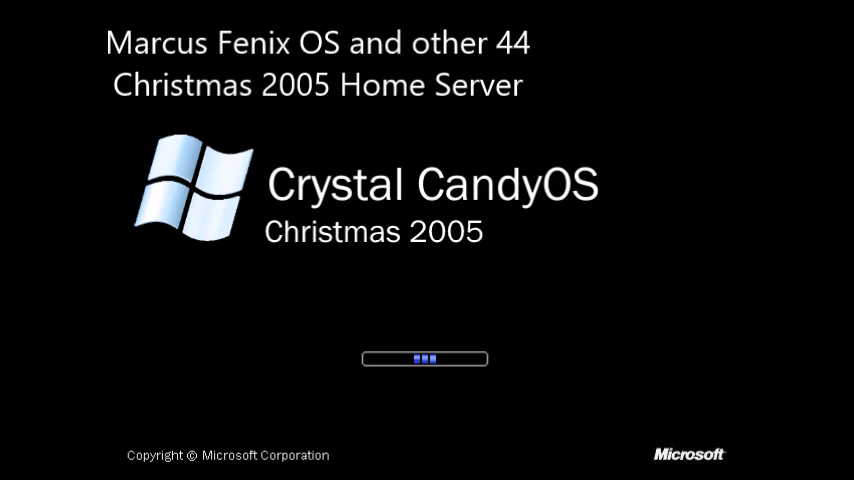 Marcus Fenix OS and other 44
Christmas 2005 Home Server
Crystal CandyOS
Christmas 2005
Copyright © Microsoft Corporation
Microsoft